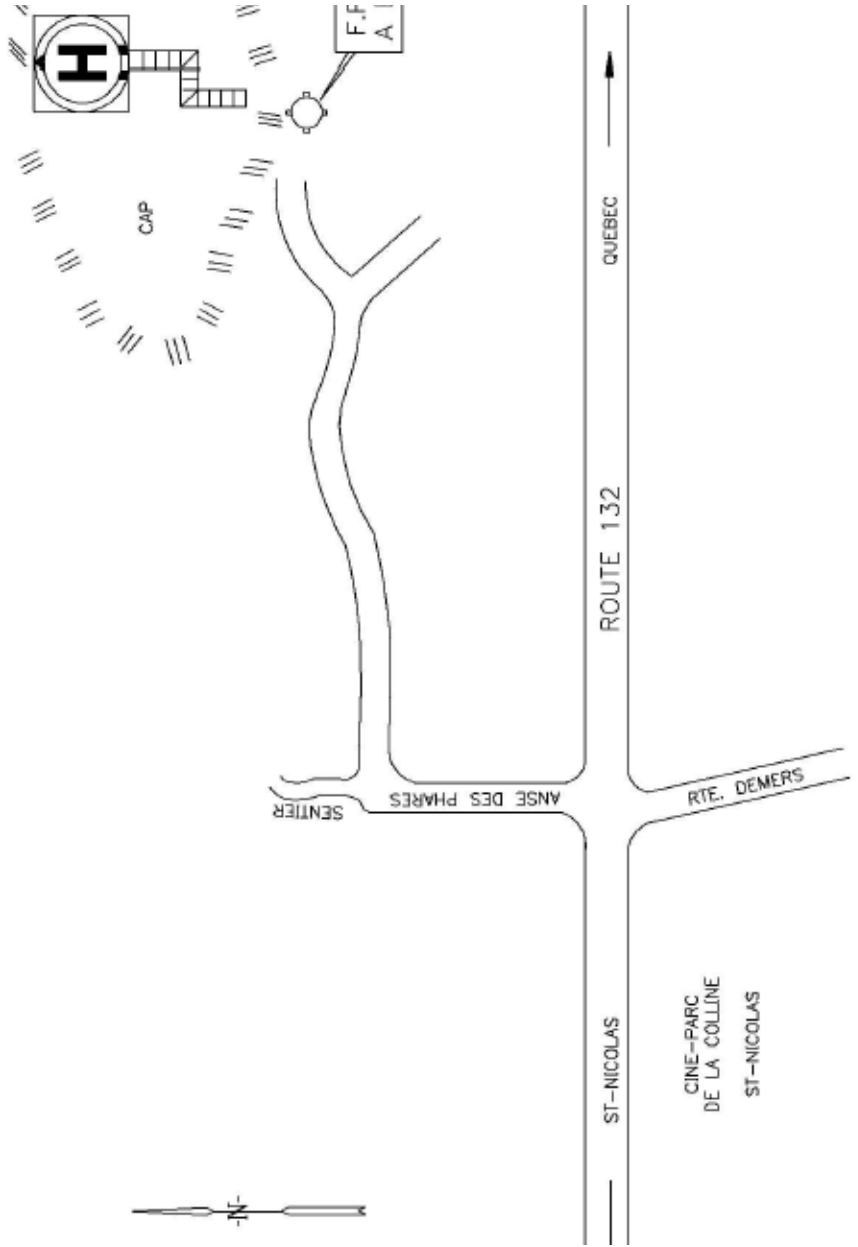 H
F.F
A
CAP
QUEBEC
ROUTE 132
SENTIER
ANSE DES PHARES
RTE. DEMERS
ST-NICOLAS
CINE-PARC
DE LA COLLINE
ST-NICOLAS
-N-